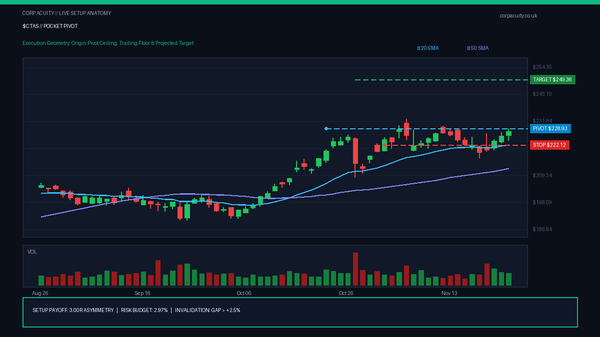 CORP ACUITY // LIVE SETUP ANATOMY
corpacuity.co.uk
$CTAS // POCKET PIVOT
Execution Geometry: Origin Pivot Ceiling, Trailing Floor & Projected Target
20 EMA
50 SMA
$254.35
TARGET $249.36
$243.10
$231.84
PIVOT $228.93
STOP $222.12
$209.34
$198.09
$186.84
VOL
Aug 26
Sep 16
Oct 06
Oct 26
Nov 13
SETUP PAYOFF: 3.00R ASYMMETRY | RISK BUDGET: 2.97% | INVALIDATION: GAP > +2.5%